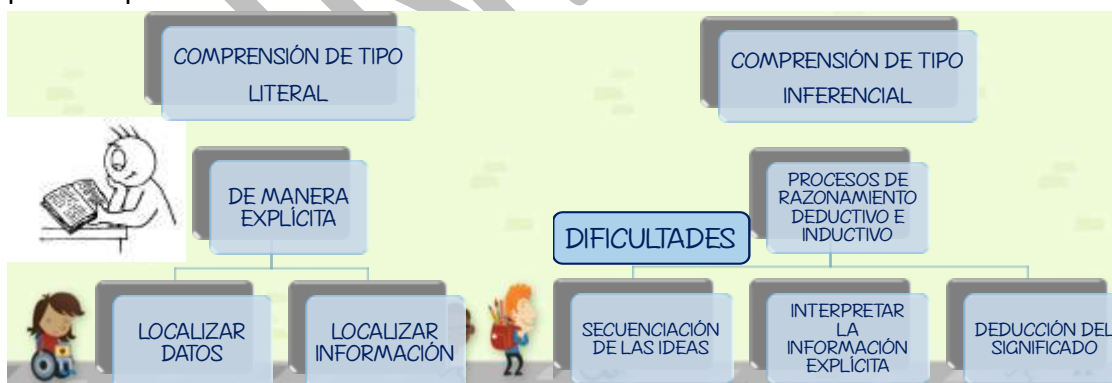 COMPRENSIÓN DE TIPO
LITERAL
DE MANERA
EXPLÍCITA
LOCALIZAR
DATOS
LOCALIZAR
INFORMACIÓN
COMPRENSIÓN DE TIPO
INFERENCIAL
PROCESOS DE
RAZONAMIENTO
DEDUCTIVO E
INDUCTIVO
DIFICULTADES
SECUENCIACIÓN
DE LAS IDEAS
INTERPRETAR
LA
INFORMACIÓN
EXPLÍCITA
DEDUCCIÓN DEL
SIGNIFICADO